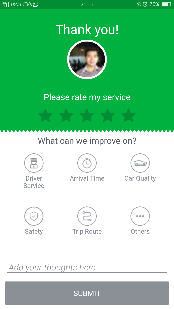 Thank you!
Please rate my service
What can we improve on?
Driver
Service
Arrival Time
Car Quality
Safety
Trip Route
Others
Add your thoughts here
SUBMIT